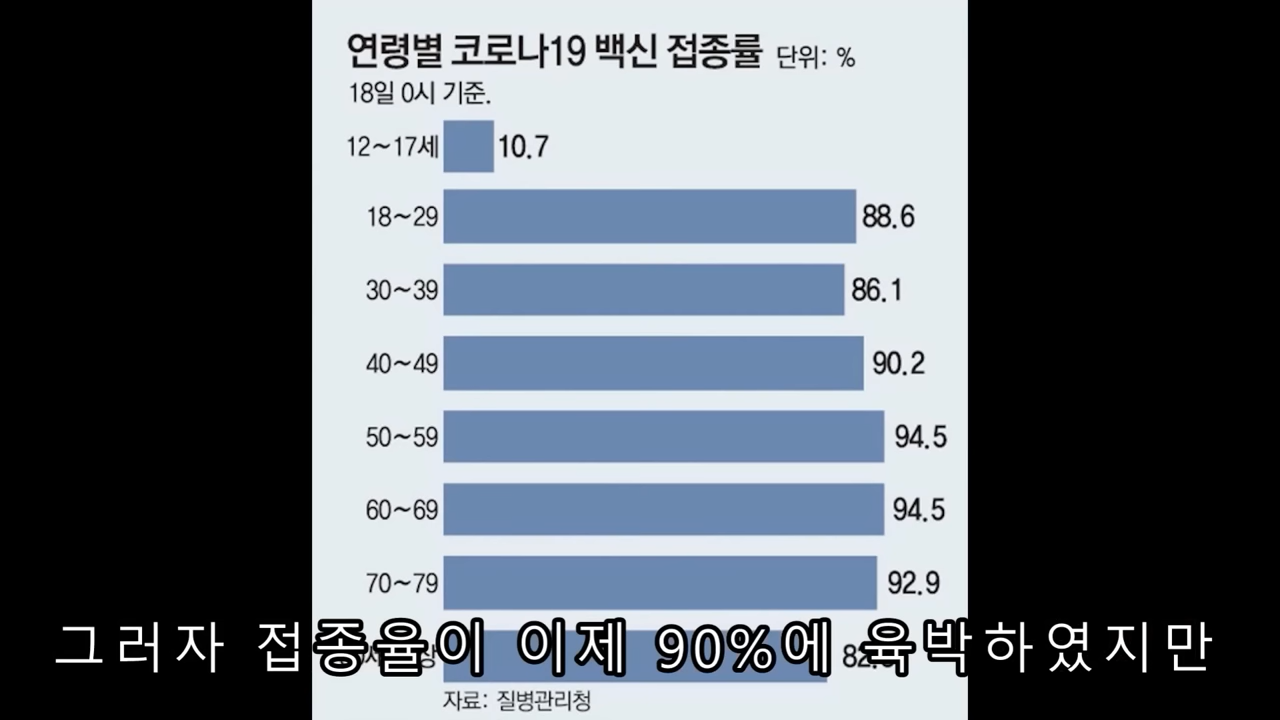 연령별 코로나19 백신 접종률 단위: %
18일 0시 기준.
12~17세 10.7
18~29 88.6
30~39 86.1
40~49 90.2
50~59 94.5
60~69 94.5
70~79 92.9
그러자 접종율이 이제 90%에 육박하였지만
자료: 질병관리청